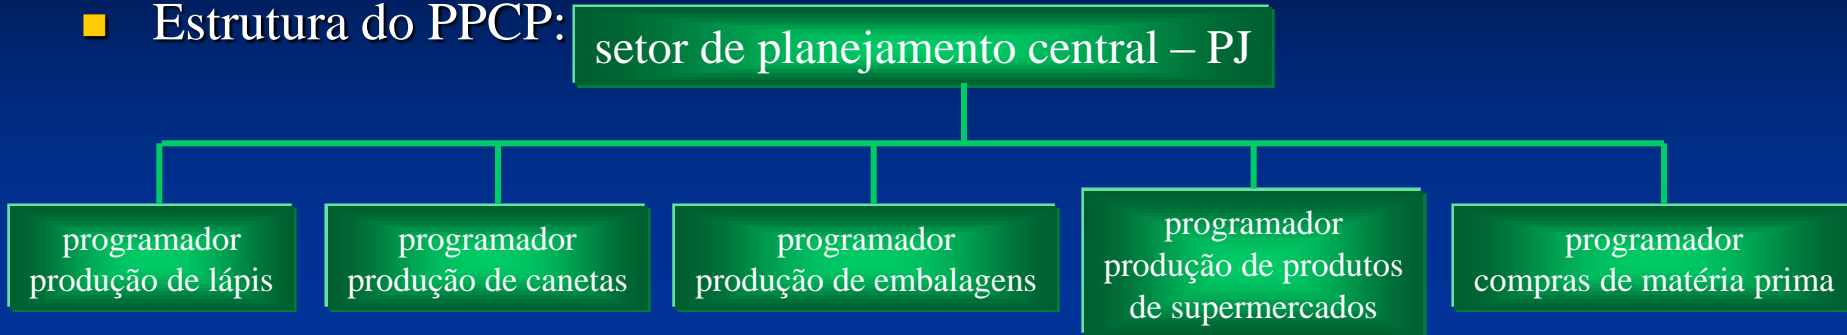 Estrutura do PPCP:
setor de planejamento central – PJ
programador
produção de lápis
programador
produção de canetas
programador
produção de embalagens
programador
produção de produtos
de supermercados
programador
compras de matéria prima